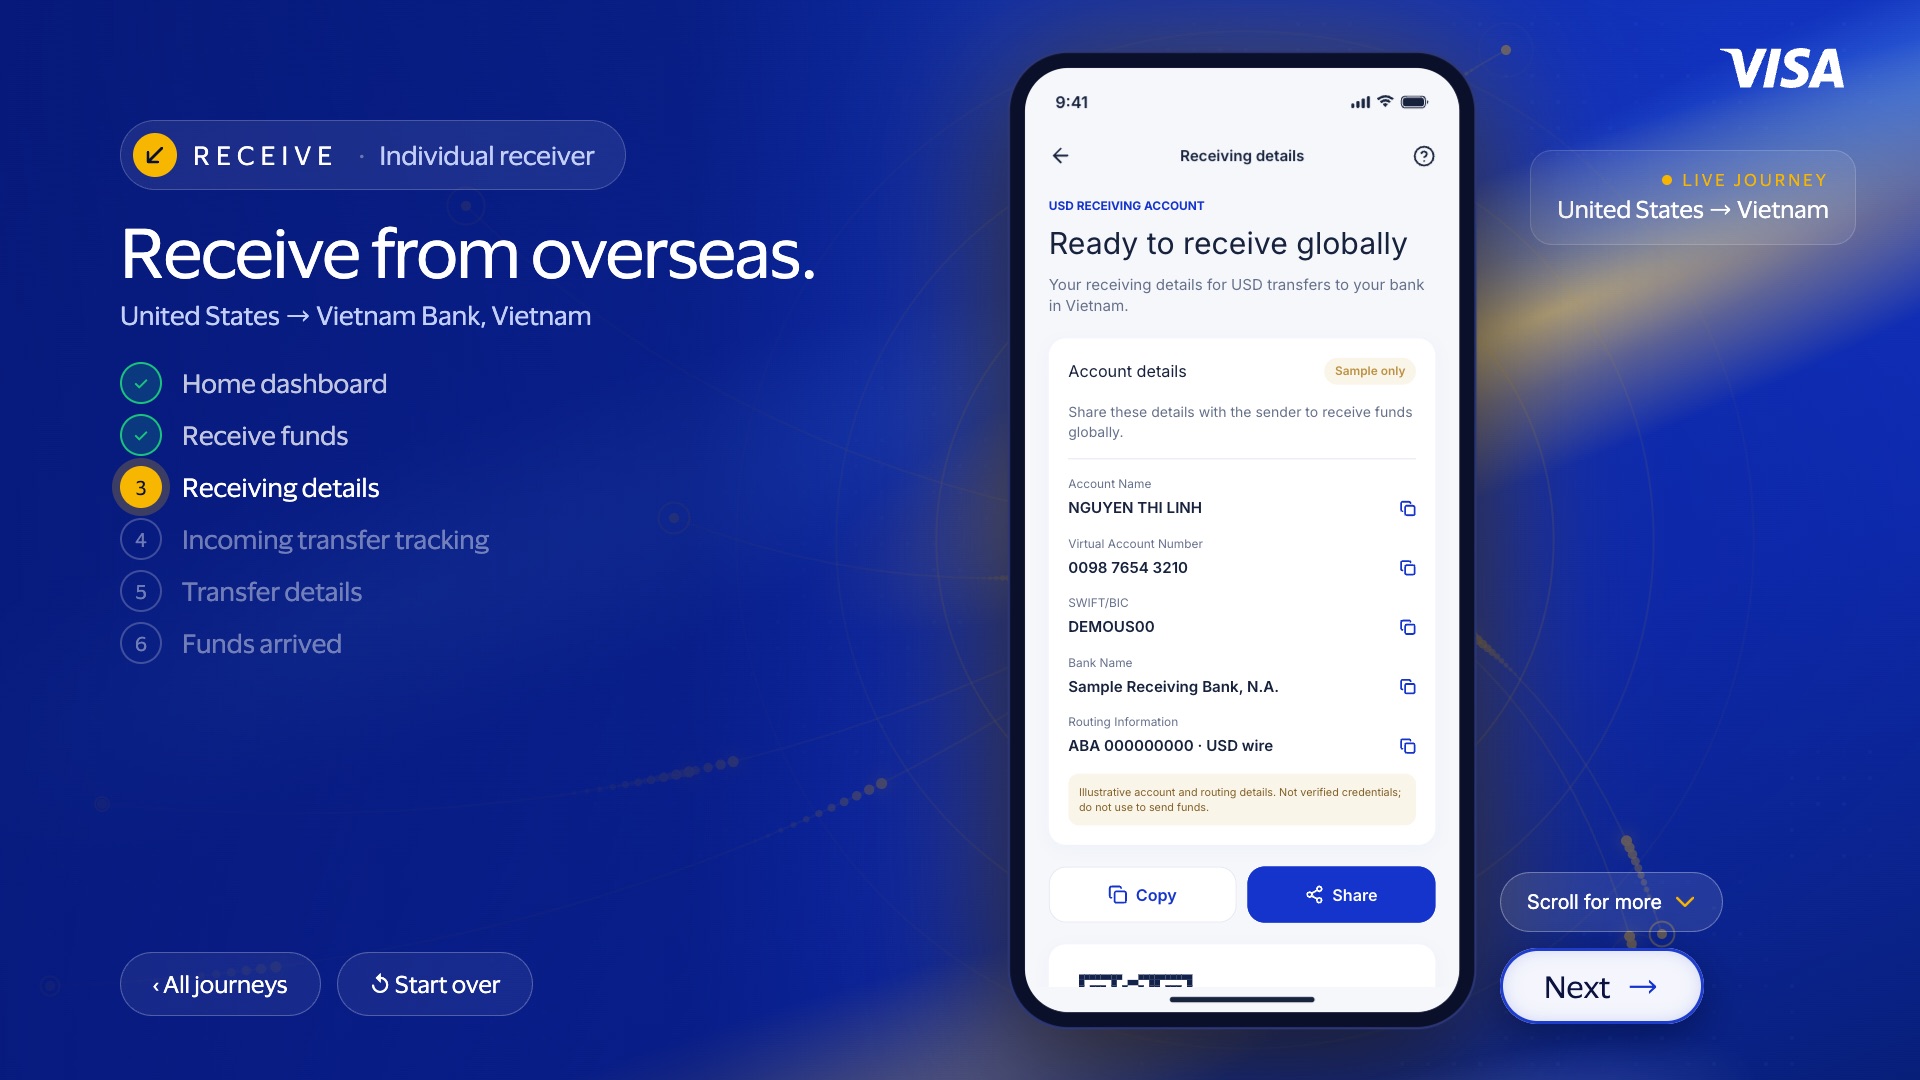 VISA
RECEIVE · Individual receiver
Receive from overseas.
United States → Vietnam Bank, Vietnam
Home dashboard
Receive funds
3 Receiving details
4 Incoming transfer tracking
5 Transfer details
6 Funds arrived
‹ All journeys
Start over
9:41
Receiving details
USD RECEIVING ACCOUNT
Ready to receive globally
Your receiving details for USD transfers to your bank
in Vietnam.
Account details
Sample only
Share these details with the sender to receive funds
globally.
Account Name
NGUYEN THI LINH
Virtual Account Number
0098 7654 3210
SWIFT/BIC
DEMOUS00
Bank Name
Sample Receiving Bank, N.A.
Routing Information
ABA 000000000 · USD wire
Illustrative account and routing details. Not verified credentials;
do not use to send funds.
Copy
Share
LIVE JOURNEY
United States → Vietnam
Scroll for more
Next →